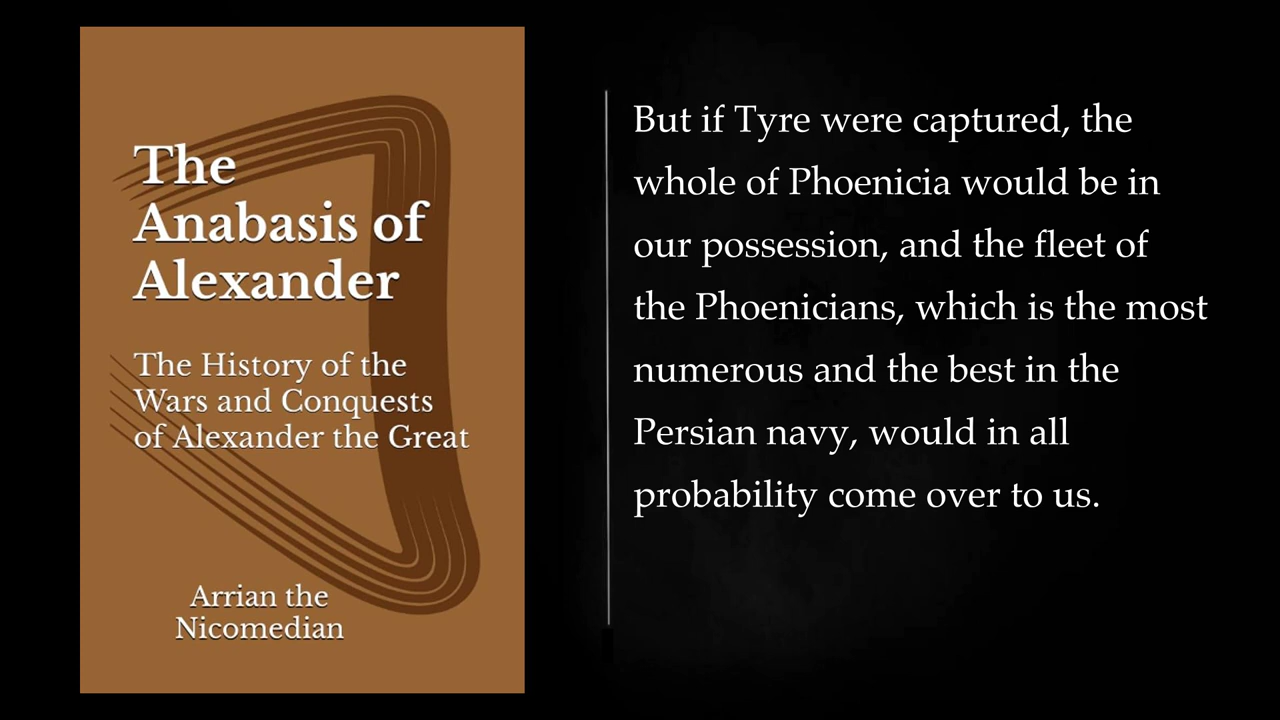 The
Anabasis of
Alexander
The History of the
Wars and Conquests
of Alexander the Great
Arrian the
Nicomedian
But if Tyre were captured, the
whole of Phoenicia would be in
our possession, and the fleet of
the Phoenicians, which is the most
numerous and the best in the
Persian navy, would in all
probability come over to us.